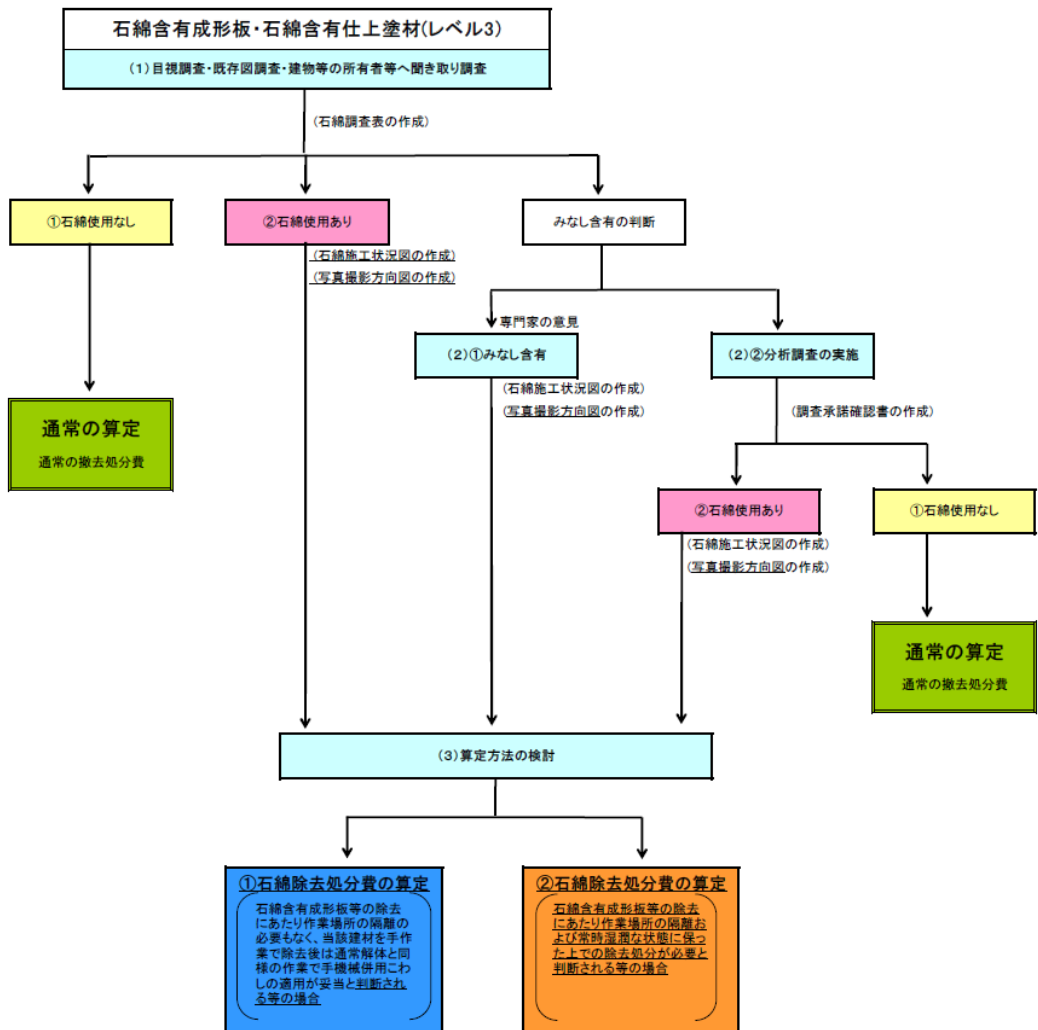 石綿含有成形板・石綿含有仕上塗材(レベル3)
(1)目視調査・既存図調査・建物等の所有者等へ聞き取り調査
(石綿調査表の作成)
①石綿使用なし
②石綿使用あり
みなし含有の判断
(石綿施工状況図の作成)
(写真撮影方向図の作成)
専門家の意見
(2)①みなし含有
(2)②分析調査の実施
(石綿施工状況図の作成)
(写真撮影方向図の作成)
(調査承諾確認書の作成)
通常の算定
通常の撤去処分費
②石綿使用あり
①石綿使用なし
(石綿施工状況図の作成)
(写真撮影方向図の作成)
通常の算定
通常の撤去処分費
(3)算定方法の検討
①石綿除去処分費の算定
石綿含有成形板等の除去
にあたり作業場所の隔離の
必要もなく、当該建材を手作
業で除去後は通常解体と同
様の作業で手機械併用こわ
しの適用が妥当と判断され
る等の場合
②石綿除去処分費の算定
石綿含有成形板等の除去
にあたり作業場所の隔離お
よび常時湿潤な状態に保っ
た上での除去処分が必要と
判断される等の場合